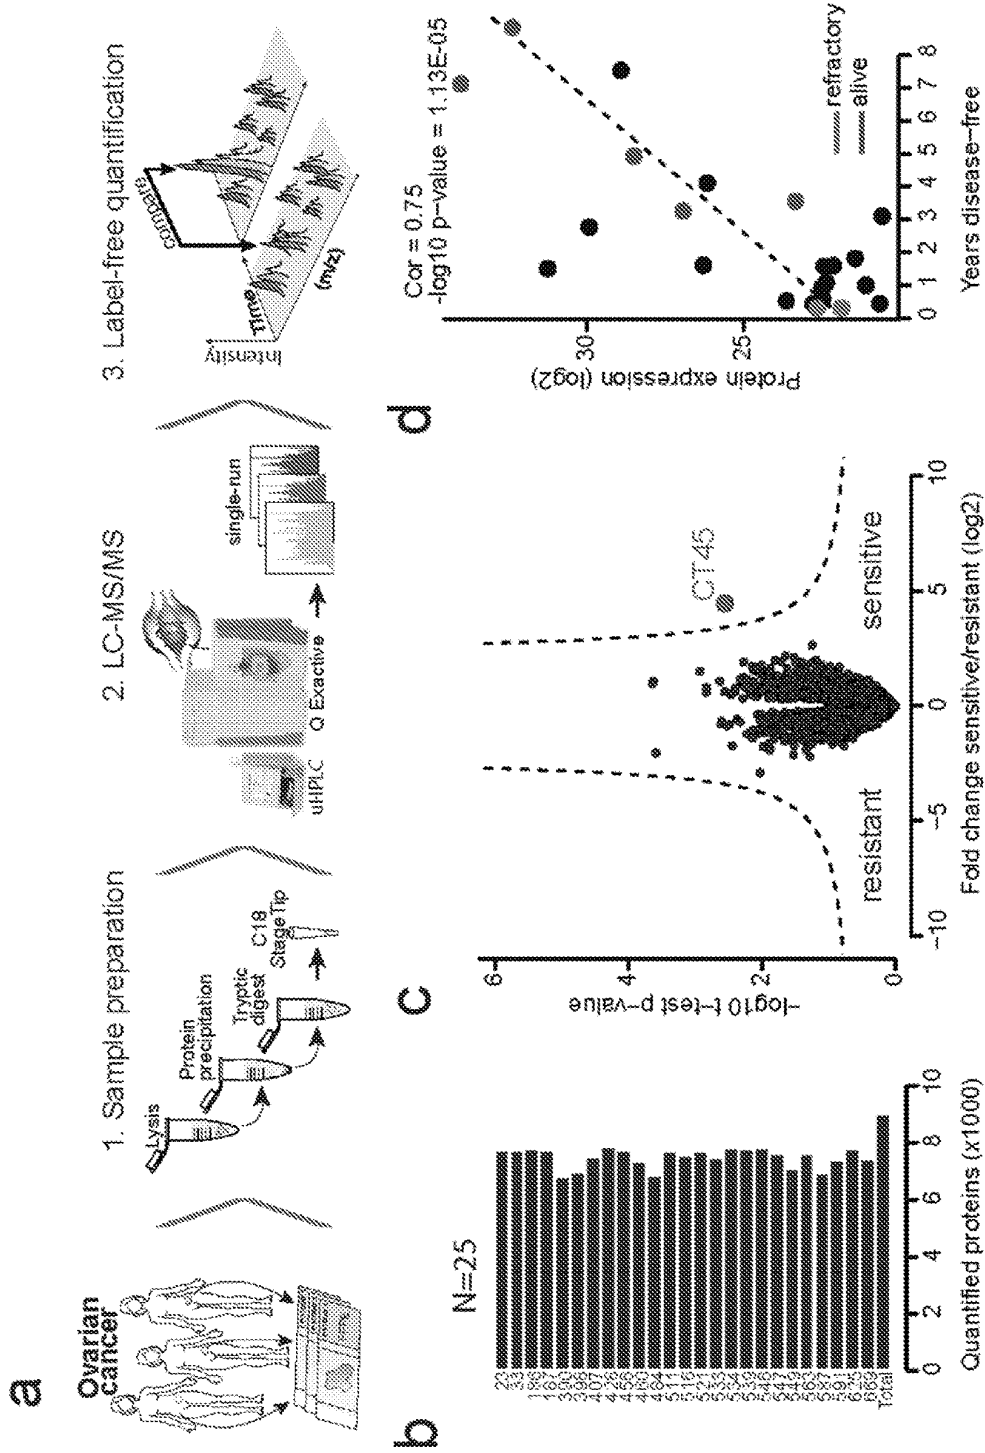 a
Ovarian
cancer
1. Sample preparation
Lysis
Protein
precipitation
Tryptic
digest
C18
StageTip
2. LC-MS/MS
uHPLC
Q Exactive
single-run
3. Label-free quantification
compare
Intensity
Time
(m/z)
b
N=25
23
33
407
484
Total
0 2 4 6 8 10
Quantified proteins (x1000)
c
-log10 t-test p-value
6
4
2
0
CT45
resistant
sensitive
-10 -5 0 5 10
Fold change sensitive/resistant (log2)
d
Cor = 0.75
-log10 p-value = 1.13E-05
Protein expression (log2)
30
25
refractory
alive
0 1 2 3 4 5 6 7 8
Years disease-free